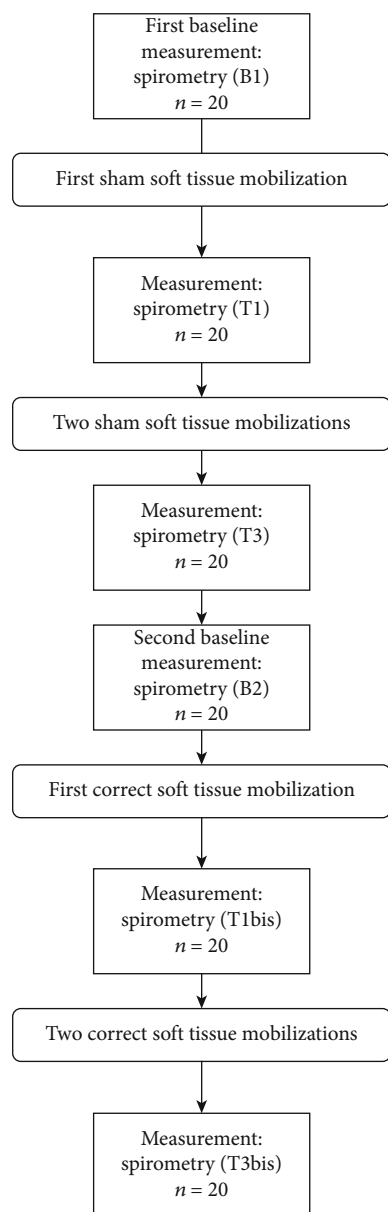 First baseline
measurement:
spirometry (B1)
n = 20
First sham soft tissue mobilization
Measurement:
spirometry (T1)
n = 20
Two sham soft tissue mobilizations
Measurement:
spirometry (T3)
n = 20
Second baseline
measurement:
spirometry (B2)
n = 20
First correct soft tissue mobilization
Measurement:
spirometry (T1bis)
n = 20
Two correct soft tissue mobilizations
Measurement:
spirometry (T3bis)
n = 20